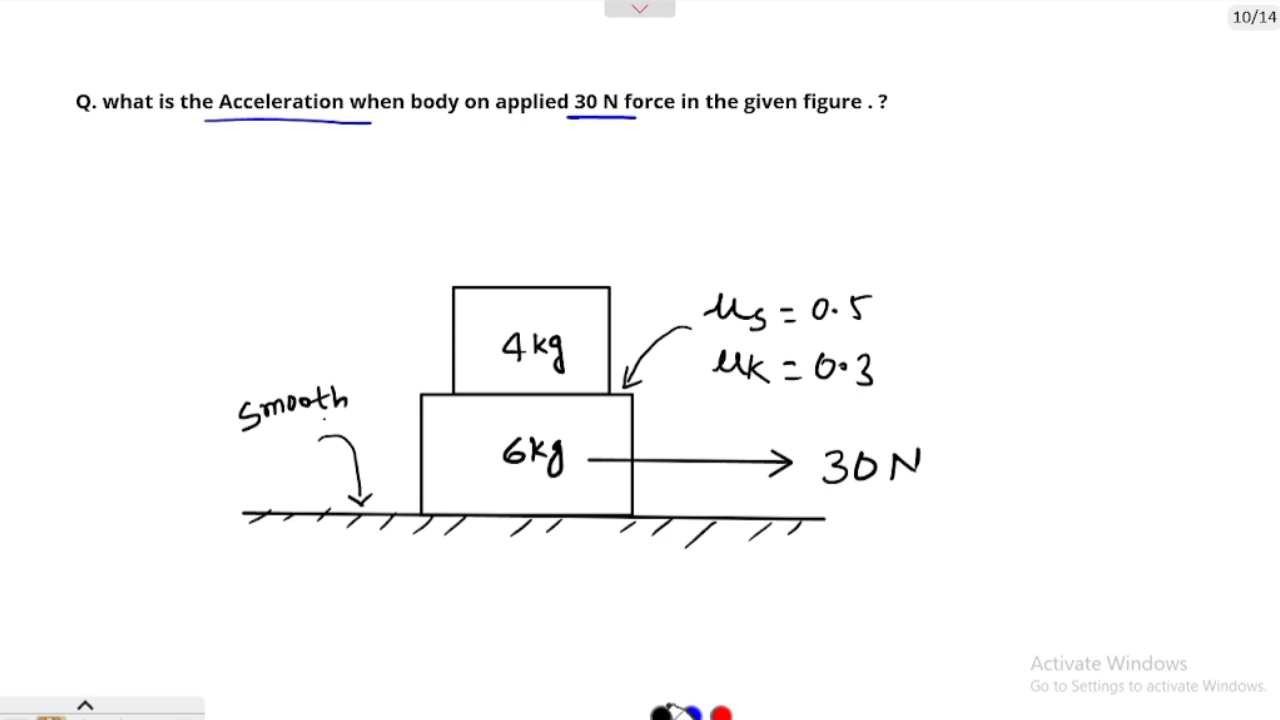 10/14
Q. what is the Acceleration when body on applied 30 N force in the given figure . ?
μs = 0.5
4kg
μk = 0.3
Smooth
6kg
30 N
Activate Windows
Go to Settings to activate Windows.